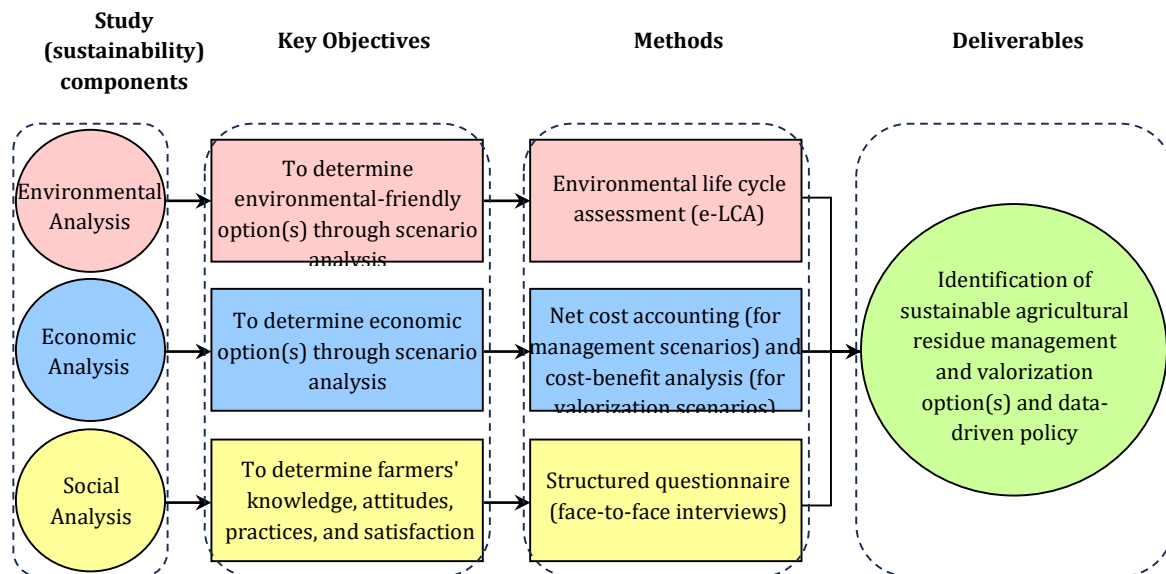 Study
(sustainability)
components
Key Objectives
Methods
Deliverables
Environmental
Analysis
To determine
environmental-friendly
option(s) through scenario
analysis
Environmental life cycle
assessment (e-LCA)
Economic
Analysis
To determine economic
option(s) through scenario
analysis
Net cost accounting (for
management scenarios) and
cost-benefit analysis (for
valorization scenarios)
Social
Analysis
To determine farmers'
knowledge, attitudes,
practices, and satisfaction
Structured questionnaire
(face-to-face interviews)
Identification of
sustainable agricultural
residue management
and valorization
option(s) and data-
driven policy